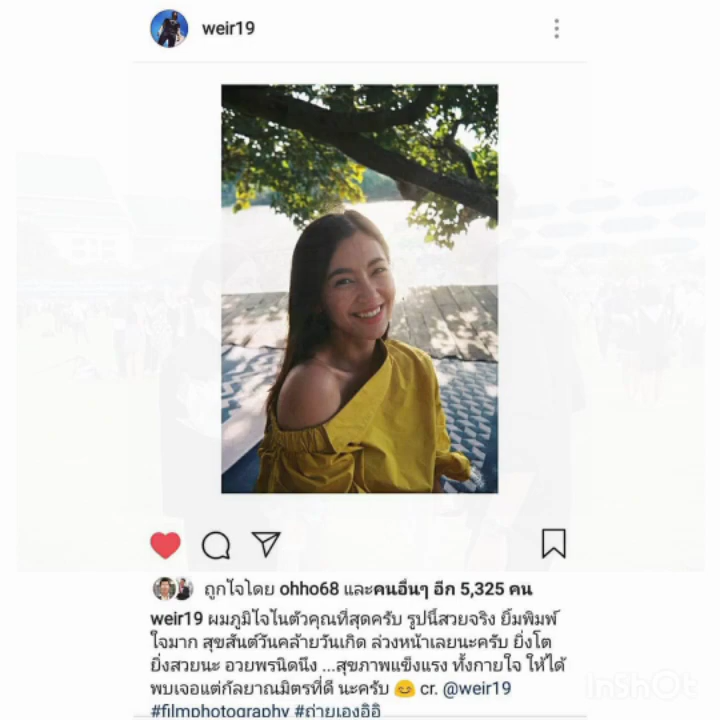 weir19
ถูกใจโดย ohho68 และคนอื่นๆ อีก 5,325 คน
weir19 ผมภูมิใจในตัวคุณที่สุดครับ รูปนี้สวยจริง ยิ้มพิมพ์
ใจมาก สุขสันต์วันคล้ายวันเกิด ล่วงหน้าเลยนะครับ ยิ่งโต
ยิ่งสวยนะ อวยพรนิดนึง ...สุขภาพแข็งแรง ทั้งกายใจ ให้ได้
พบเจอแต่กัลยาณมิตรที่ดี นะครับ 😊 cr. @weir19
#filmphotography #ถ่ายเองอิอิ
InShOt